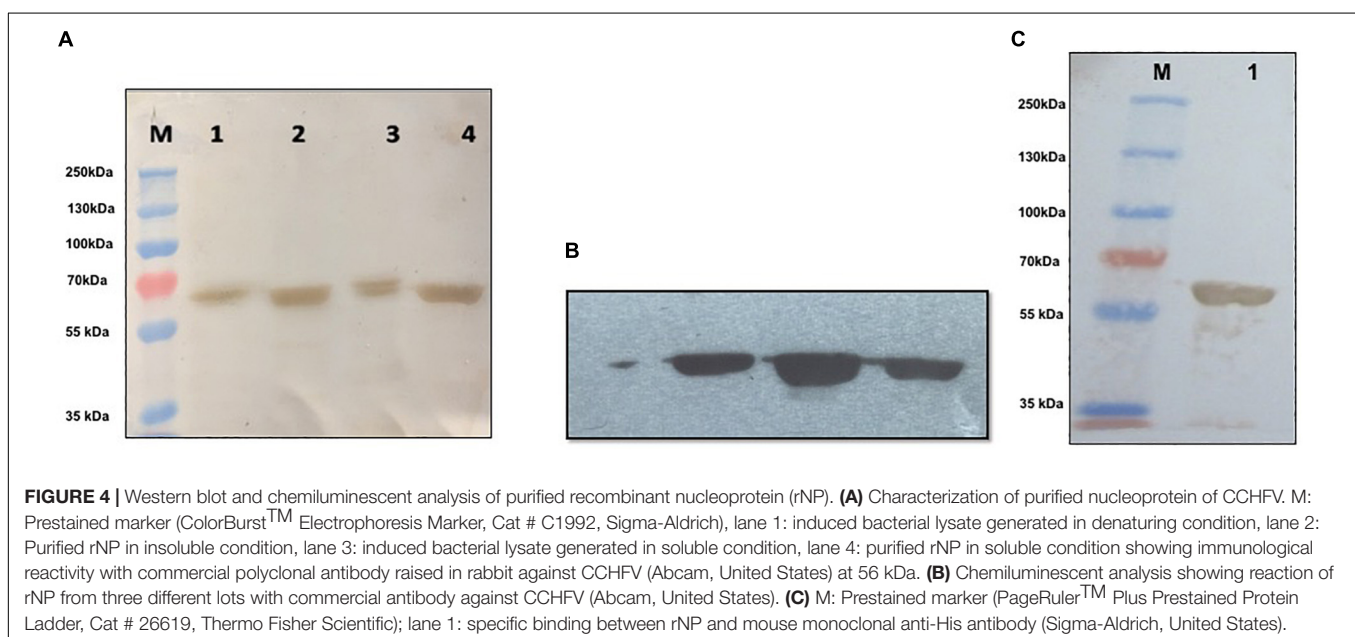 A
M 1 2 3 4
250kDa
130kDa
100kDa
70kDa
55 kDa
35 kDa
B
C
M 1
250kDa
130kDa
100kDa
70kDa
55 kDa
35 kDa
FIGURE 4 | Western blot and chemiluminescent analysis of purified recombinant nucleoprotein (rNP). (A) Characterization of purified nucleoprotein of CCHFV. M:
Prestained marker (ColorBurst™ Electrophoresis Marker, Cat # C1992, Sigma-Aldrich), lane 1: induced bacterial lysate generated in denaturing condition, lane 2:
Purified rNP in insoluble condition, lane 3: induced bacterial lysate generated in soluble condition, lane 4: purified rNP in soluble condition showing immunological
reactivity with commercial polyclonal antibody raised in rabbit against CCHFV (Abcam, United States) at 56 kDa. (B) Chemiluminescent analysis showing reaction of
rNP from three different lots with commercial antibody against CCHFV (Abcam, United States). (C) M: Prestained marker (PageRuler™ Plus Prestained Protein
Ladder, Cat # 26619, Thermo Fisher Scientific); lane 1: specific binding between rNP and mouse monoclonal anti-His antibody (Sigma-Aldrich, United States).